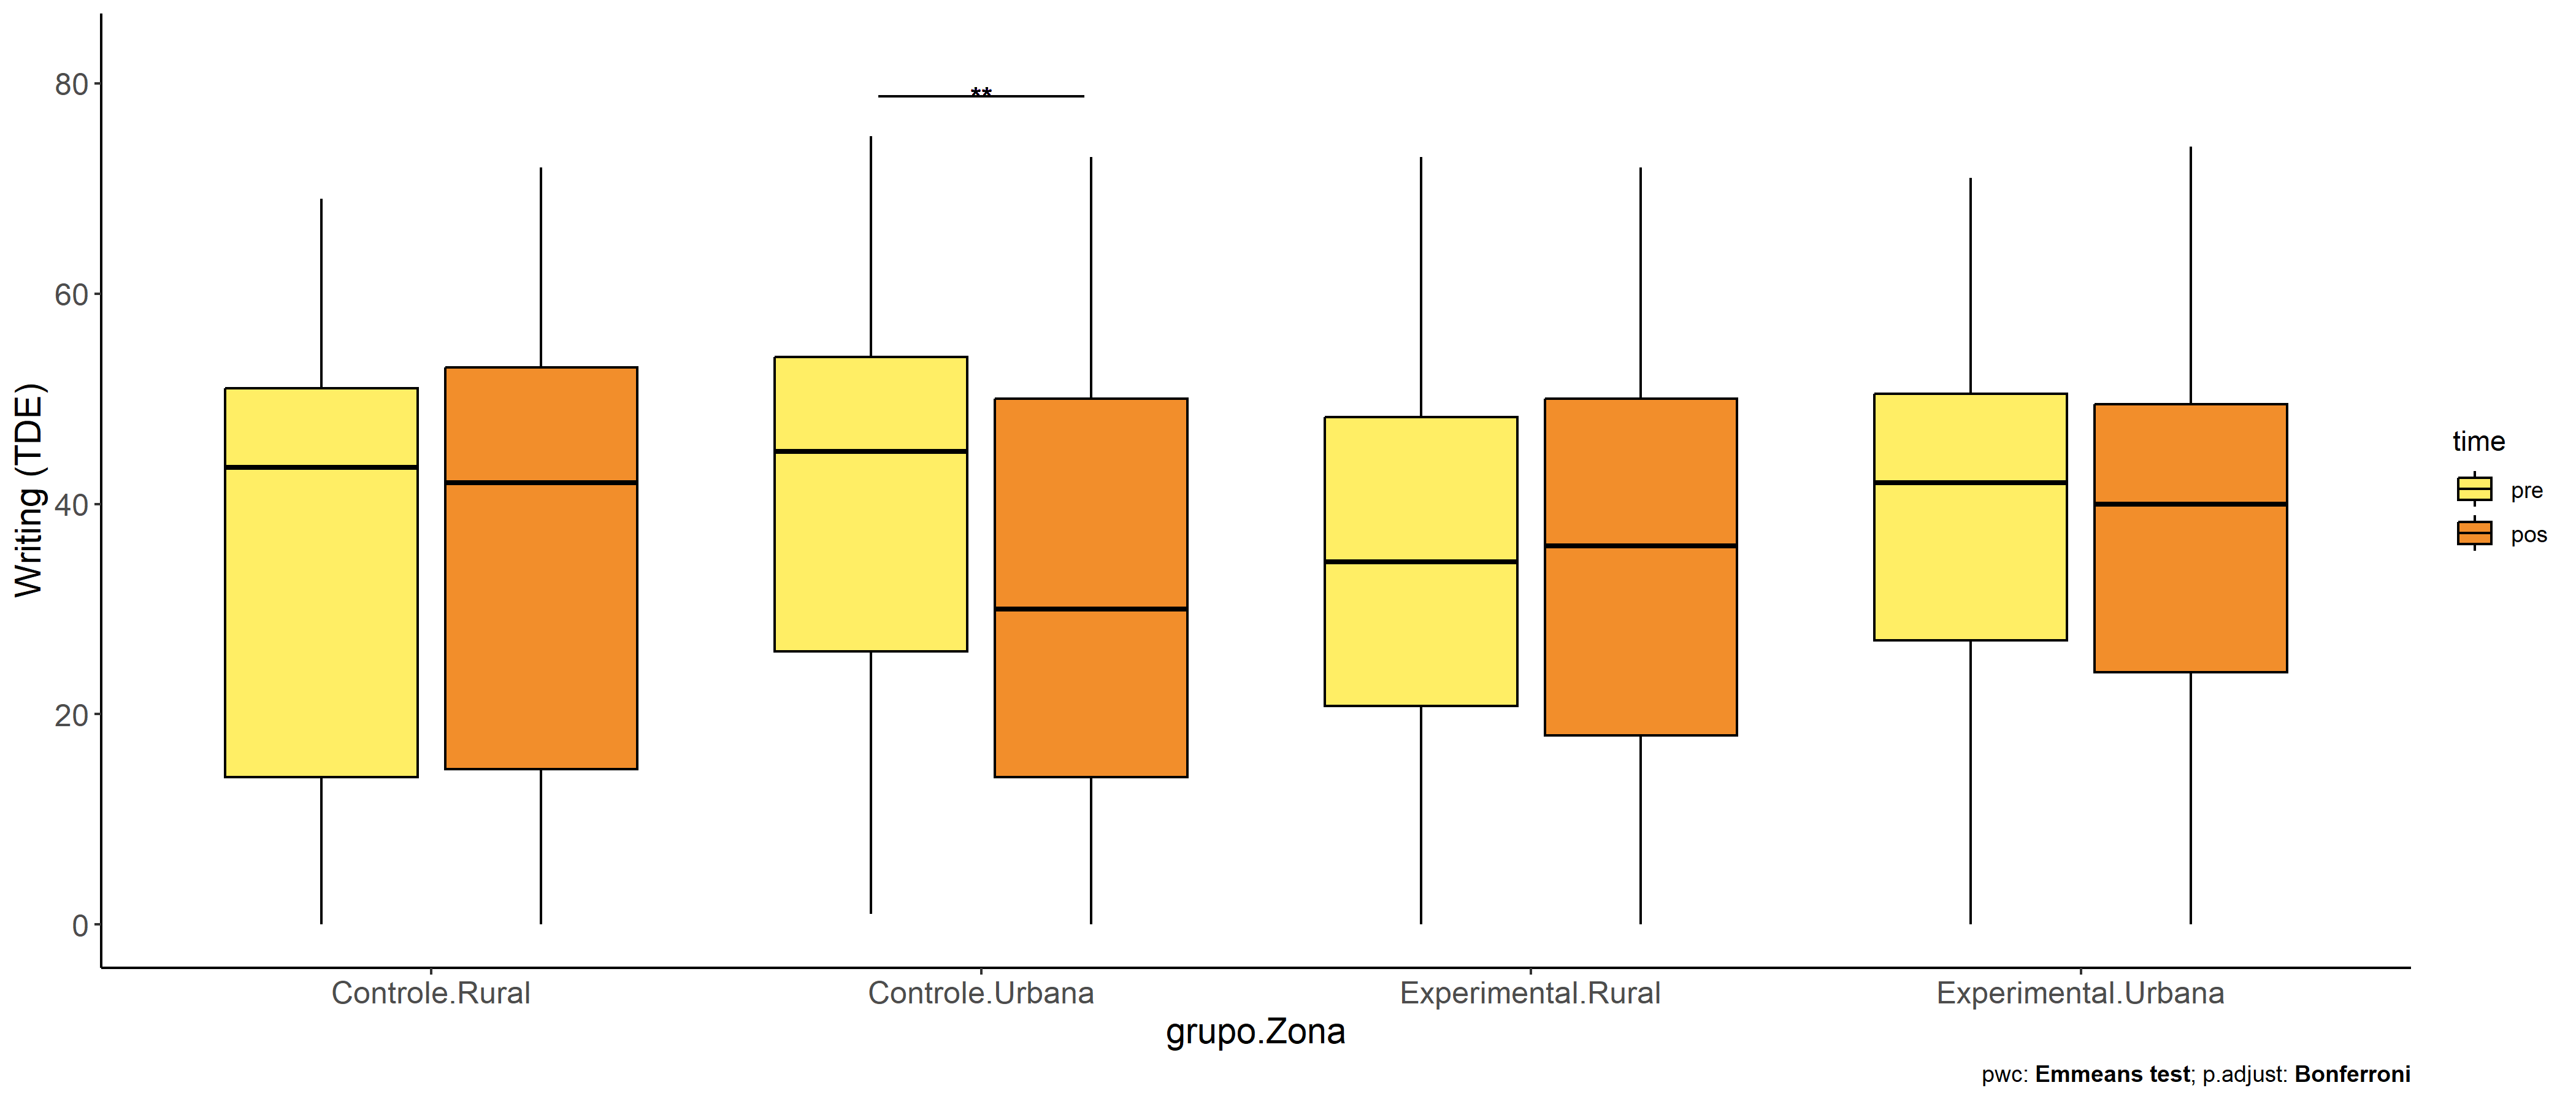 Writing (TDE)
80
60
40
20
0
**
Controle.Rural
Controle.Urbana
Experimental.Rural
Experimental.Urbana
grupo.Zona
time
pre
pos
pwc: Emmeans test; p.adjust: Bonferroni